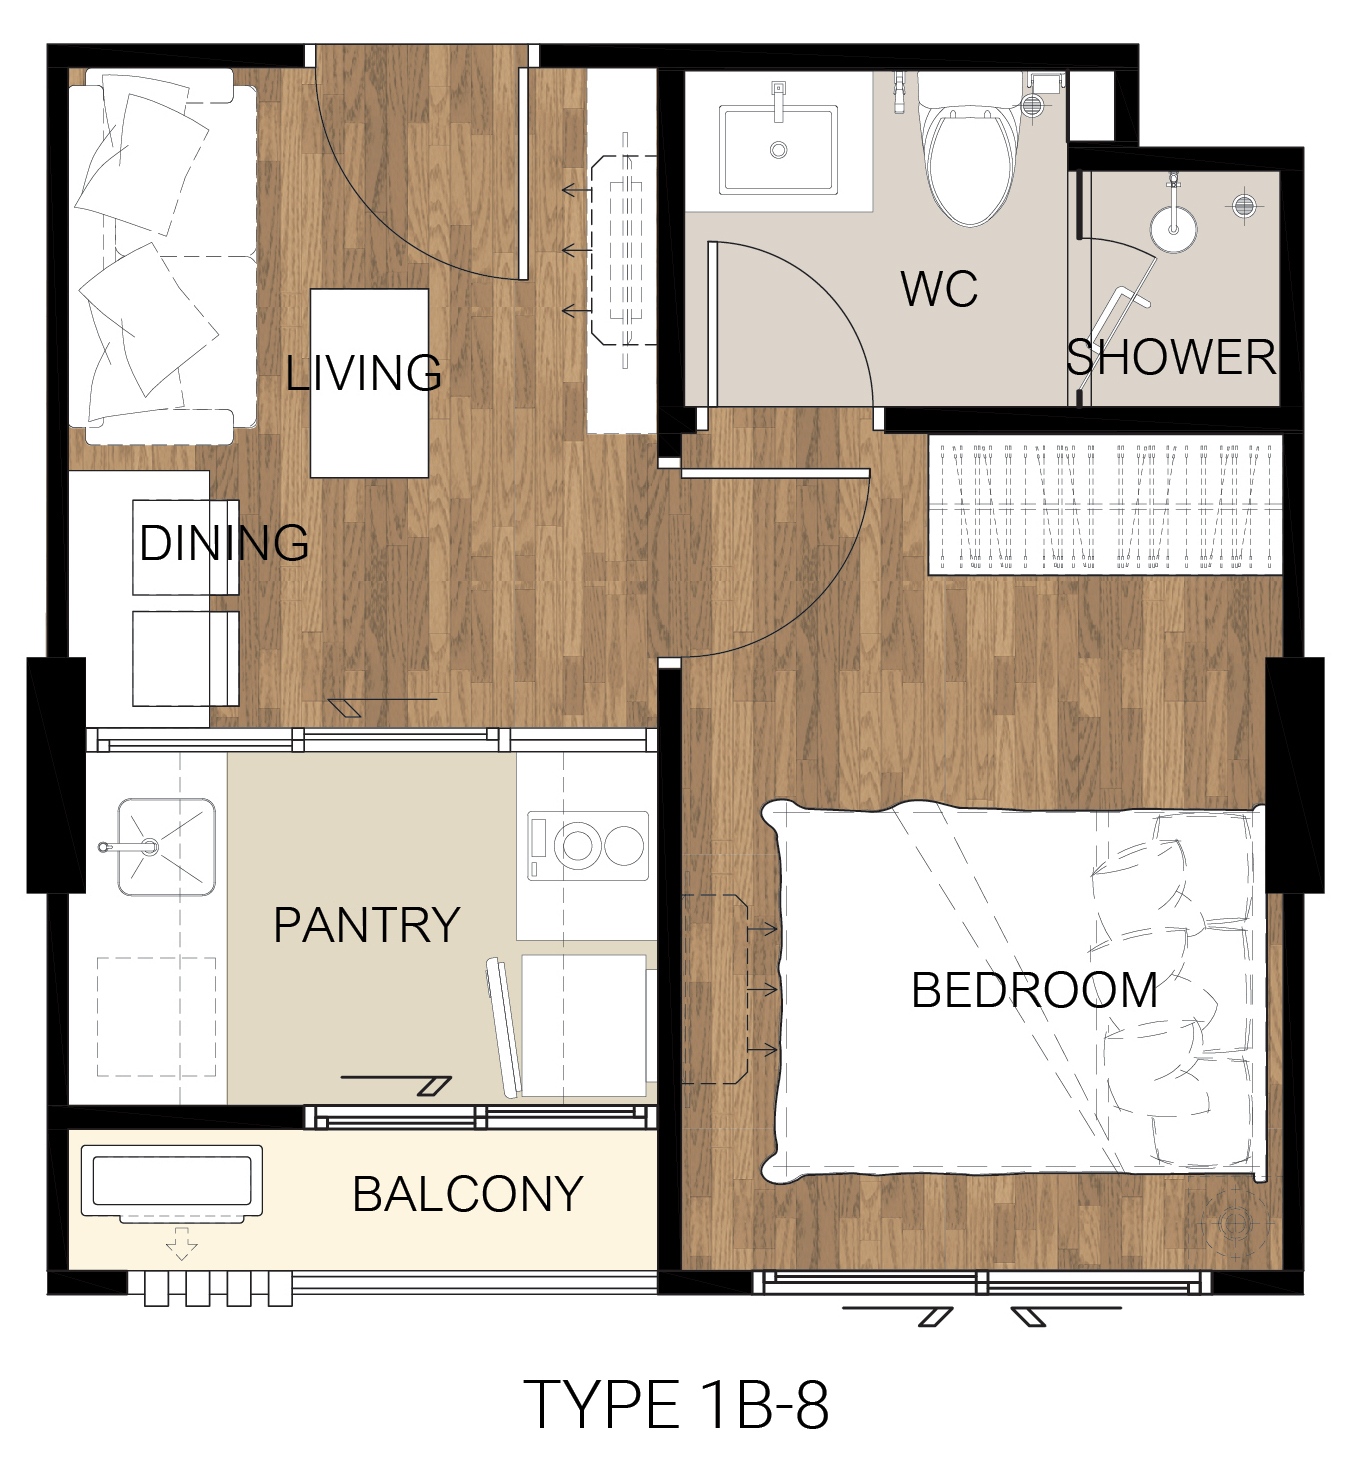 WC
SHOWER
LIVING
DINING
PANTRY
BEDROOM
BALCONY
TYPE 1B-8